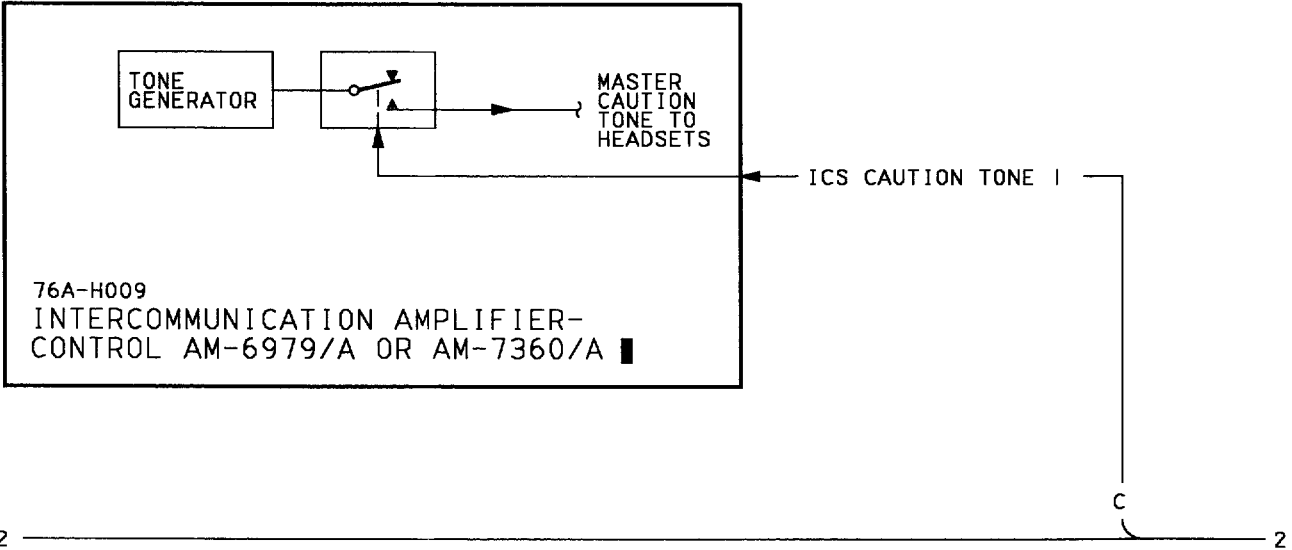 TONE
GENERATOR
MASTER
CAUTION
TONE TO
HEADSETS
ICS CAUTION TONE I
76A-H009
INTERCOMMUNICATION AMPLIFIER-
CONTROL AM-6979/A OR AM-7360/A
C
2
2